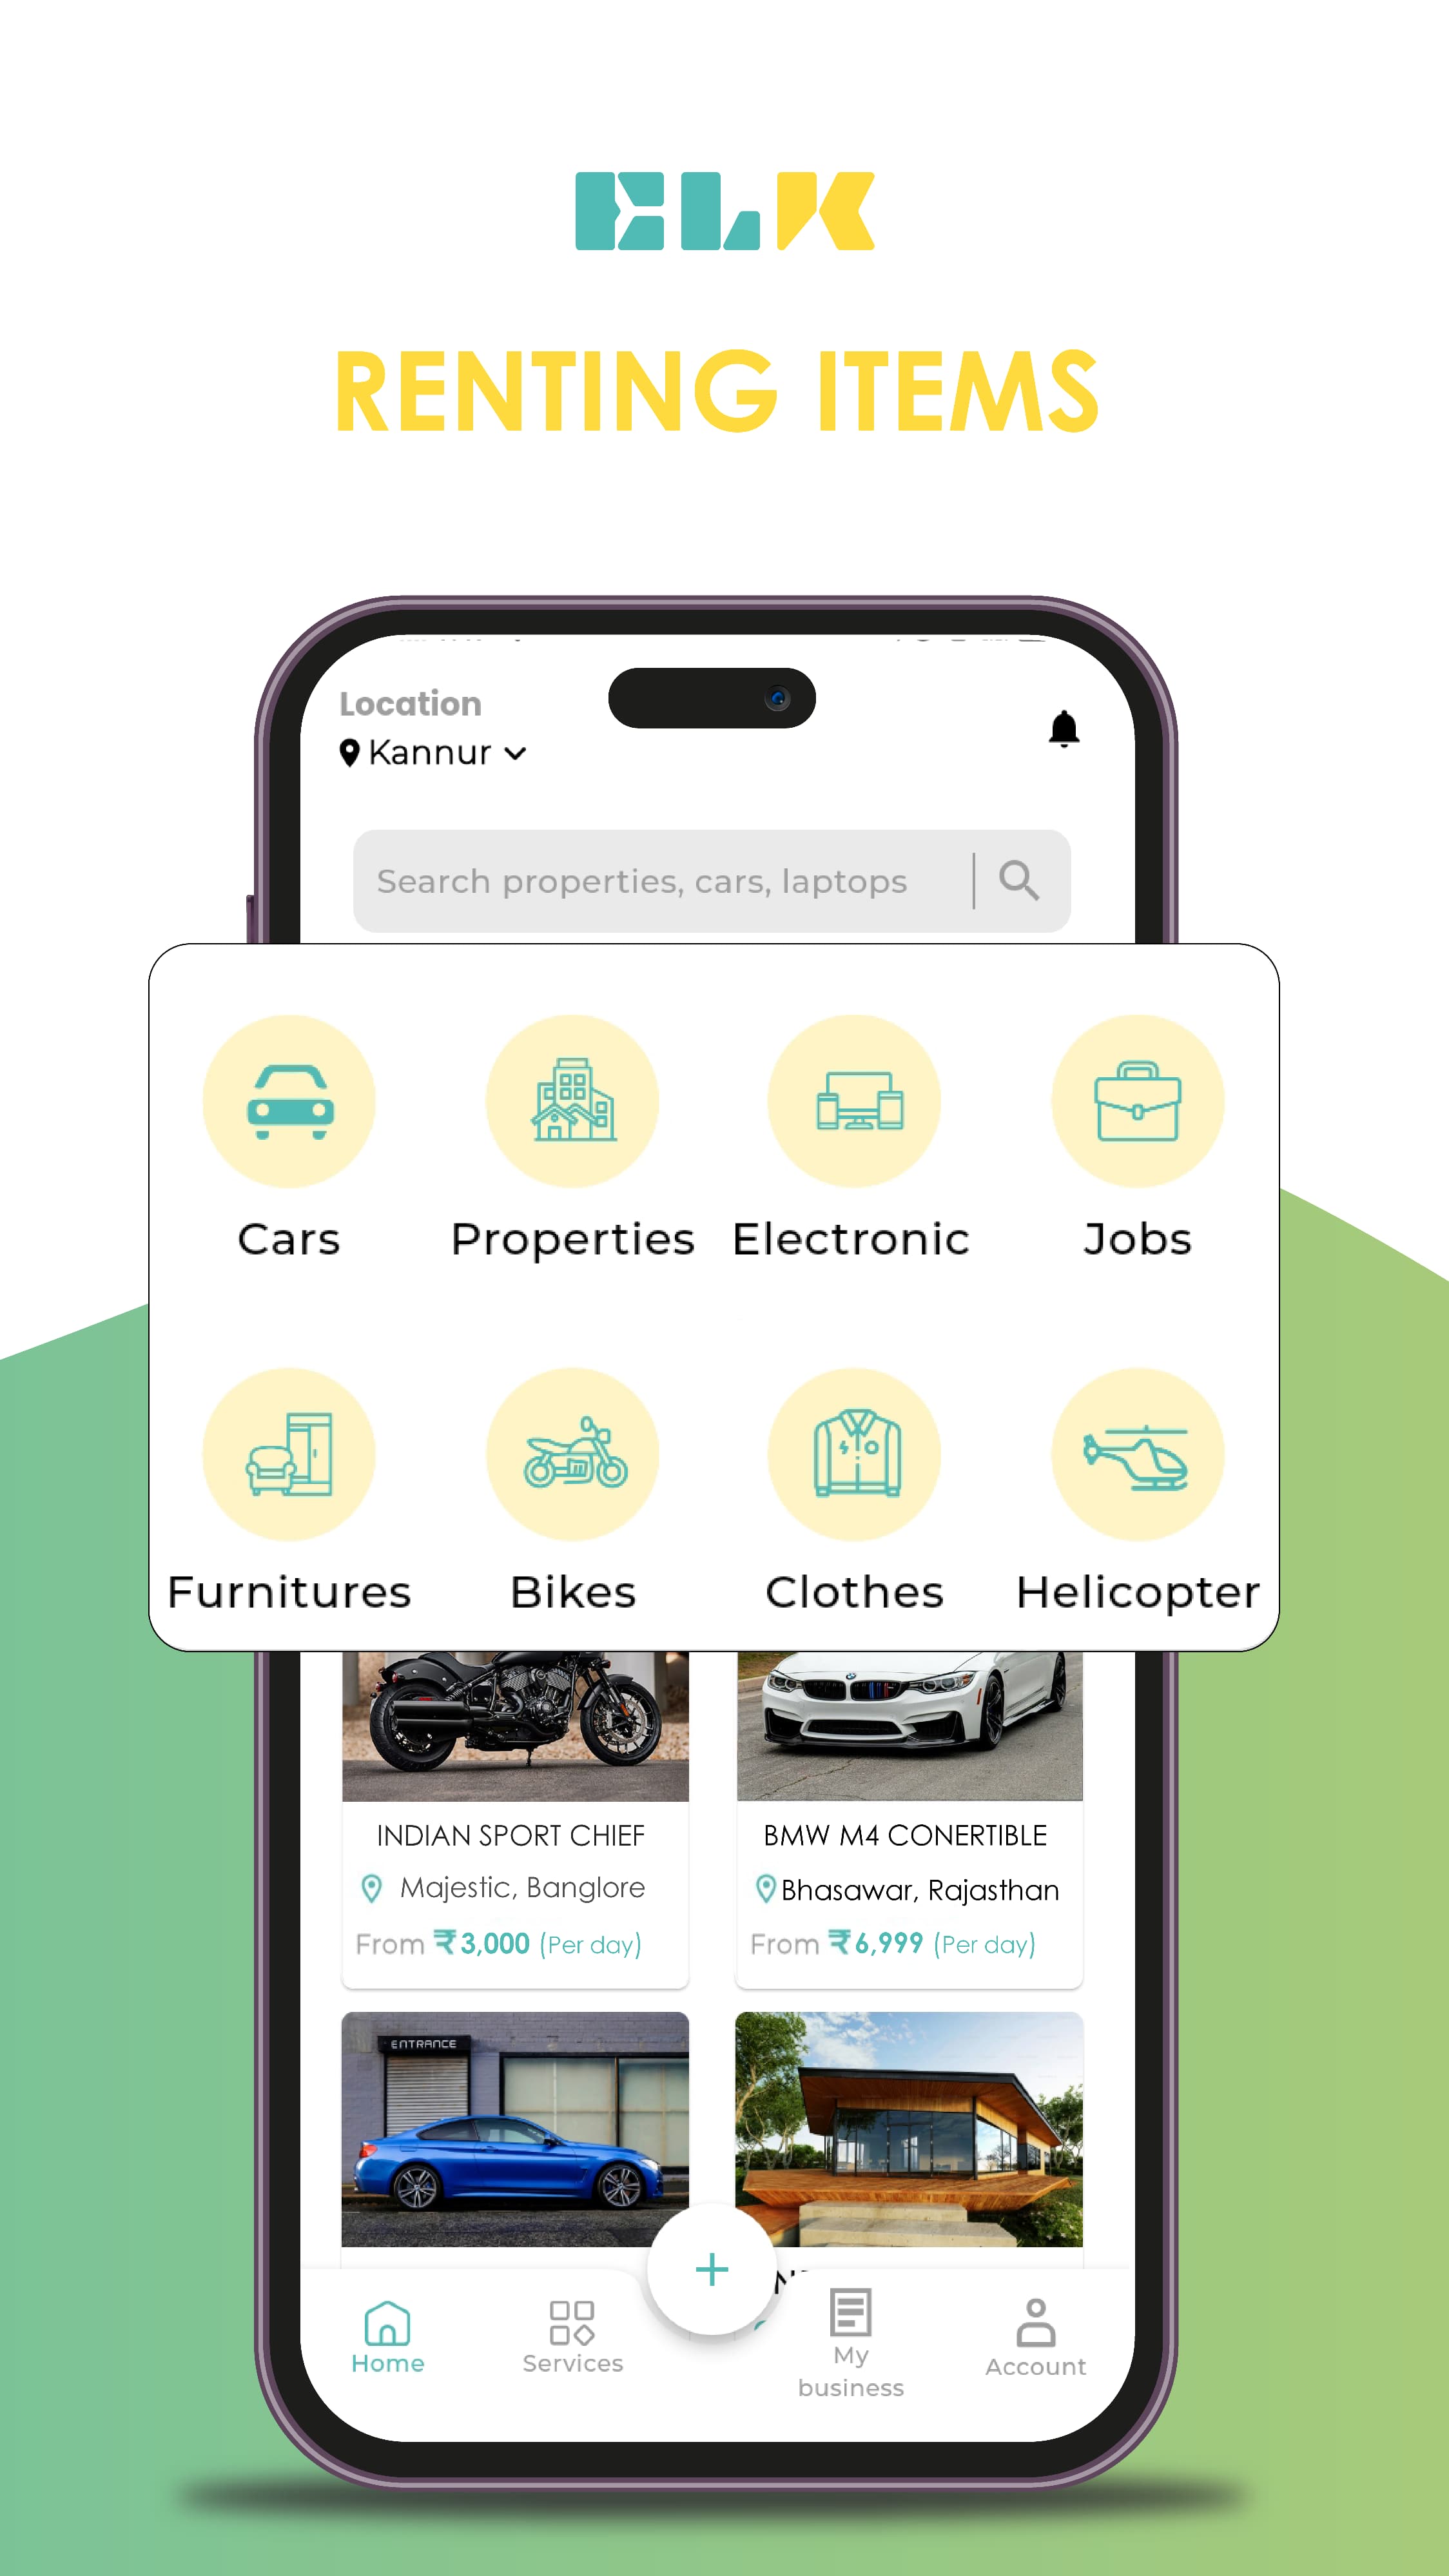 ELK
RENTING ITEMS
Location
Kannur
Search properties, cars, laptops
Cars
Properties
Electronic
Jobs
Furnitures
Bikes
Clothes
Helicopter
INDIAN SPORT CHIEF
Majestic, Banglore
From ₹3,000 (Per day)
BMW M4 CONERTIBLE
Bhasawar, Rajasthan
From ₹6,999 (Per day)
ENTRANCE
+
Home
Services
My
business
Account